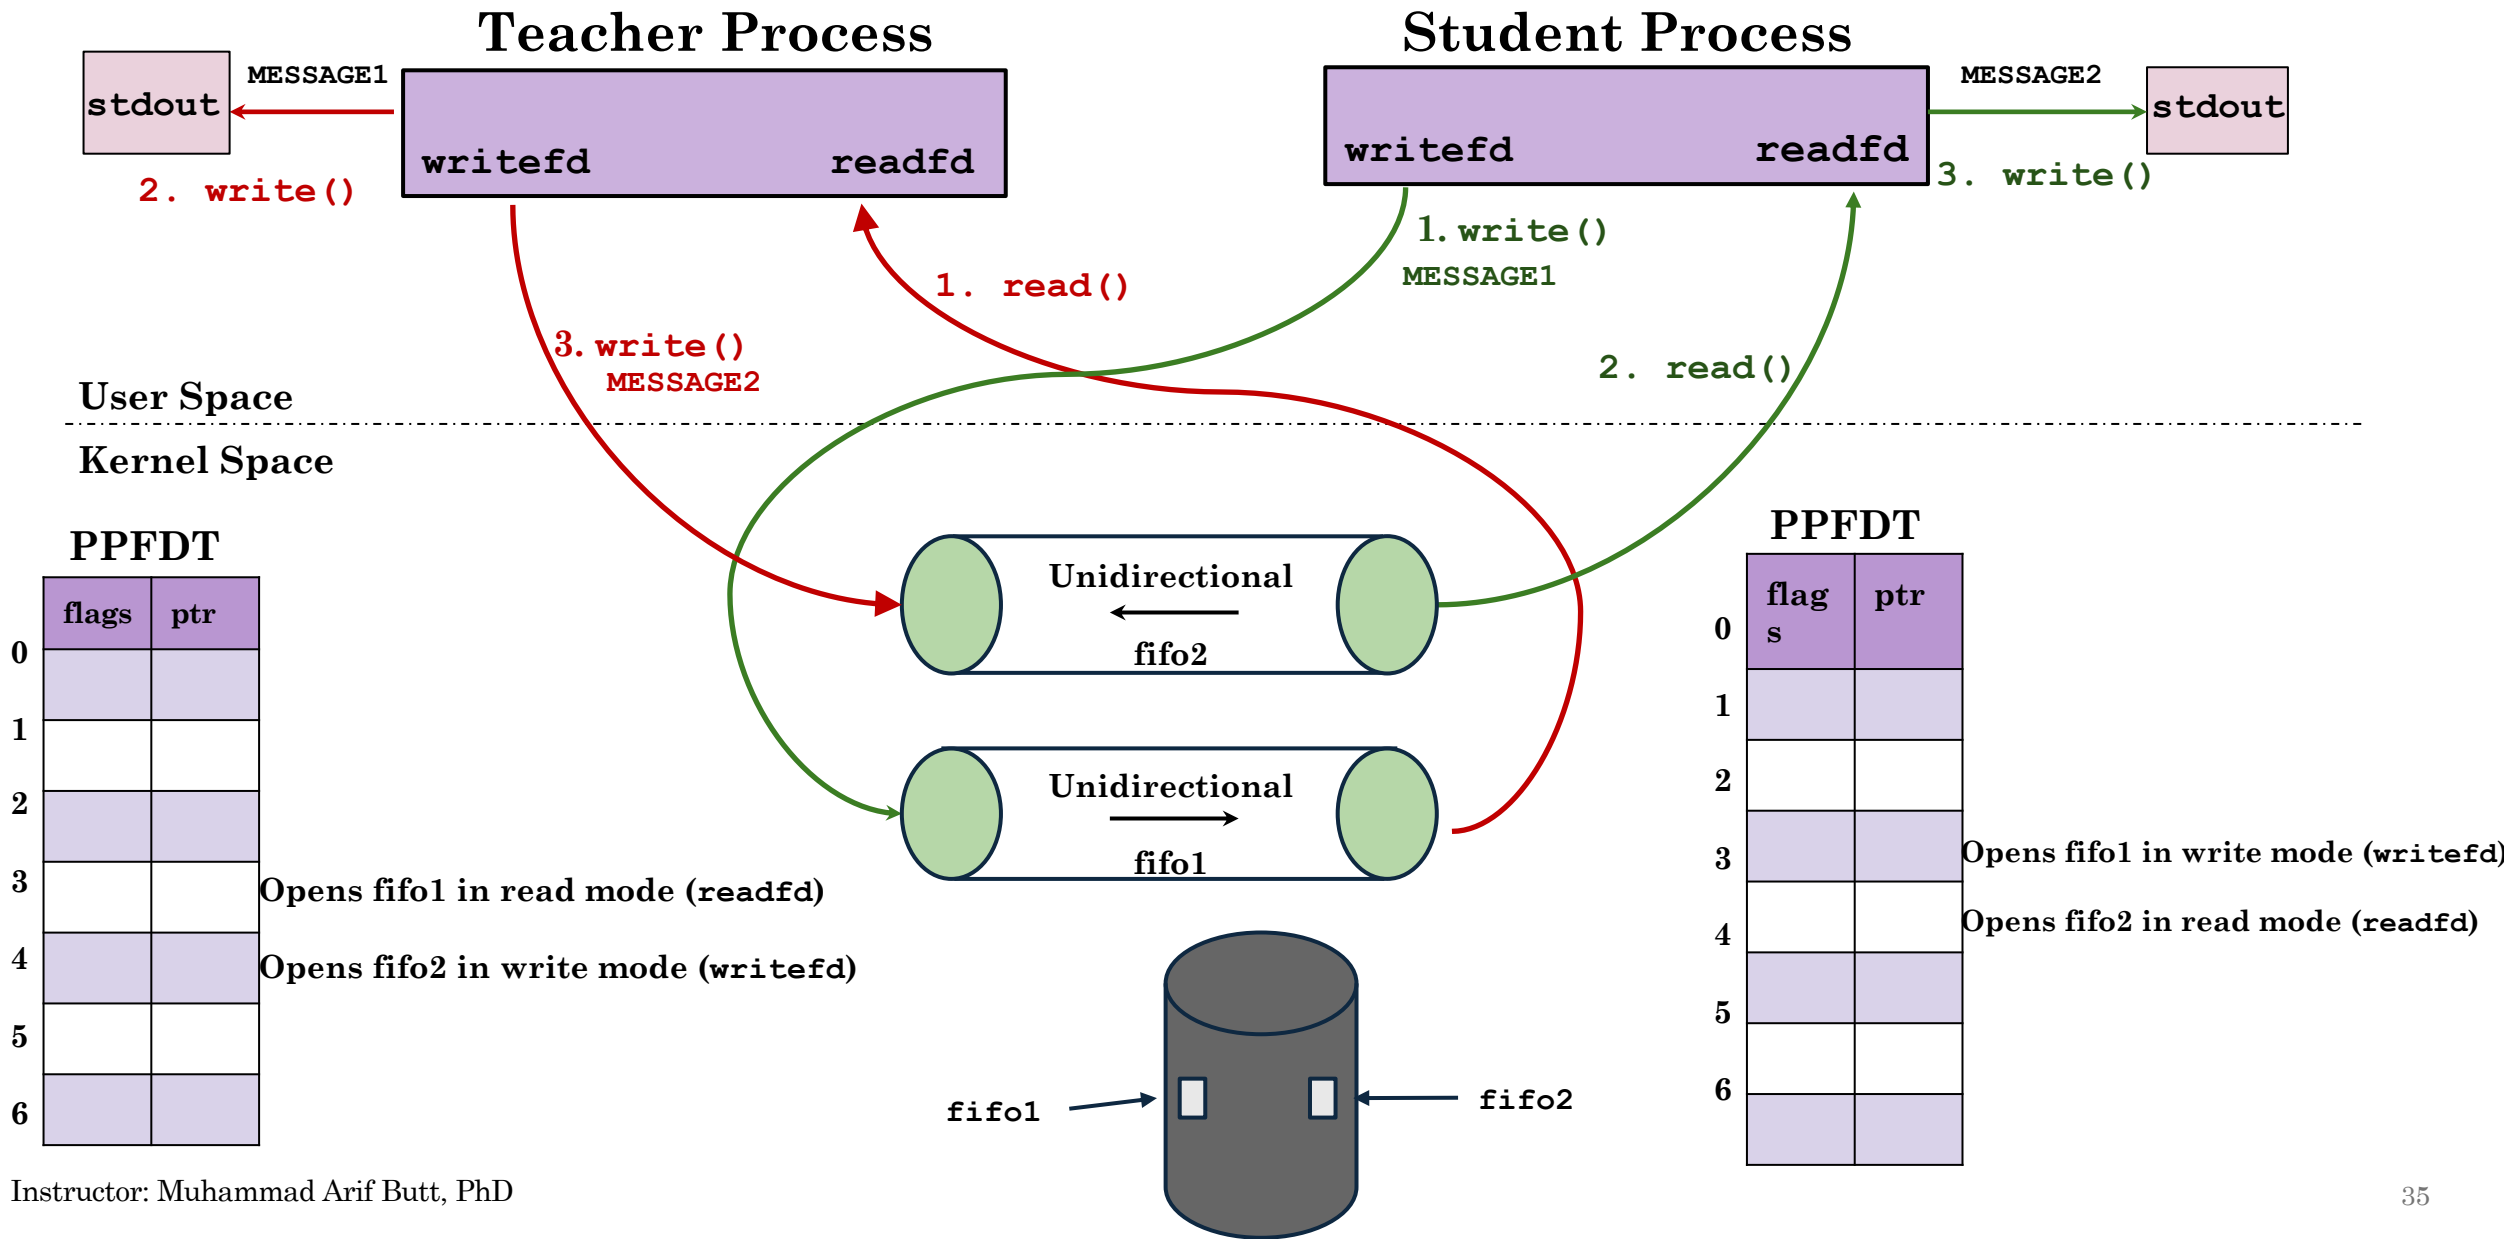 Teacher Process
Student Process
stdout
MESSAGE1
writefd
readfd
2. write()
MESSAGE2
stdout
writefd
readfd
3. write()
1. write()
MESSAGE1
1. read()
3. write()
MESSAGE2
2. read()
User Space
Kernel Space
PPFDT
flags
ptr
0
1
2
3
4
5
6
Opens fifo1 in read mode (readfd)
Opens fifo2 in write mode (writefd)
Unidirectional
fifo2
Unidirectional
fifo1
fifo1
fifo2
PPFDT
flag
s
ptr
0
1
2
3
4
5
6
Opens fifo1 in write mode (writefd)
Opens fifo2 in read mode (readfd)
Instructor: Muhammad Arif Butt, PhD
35